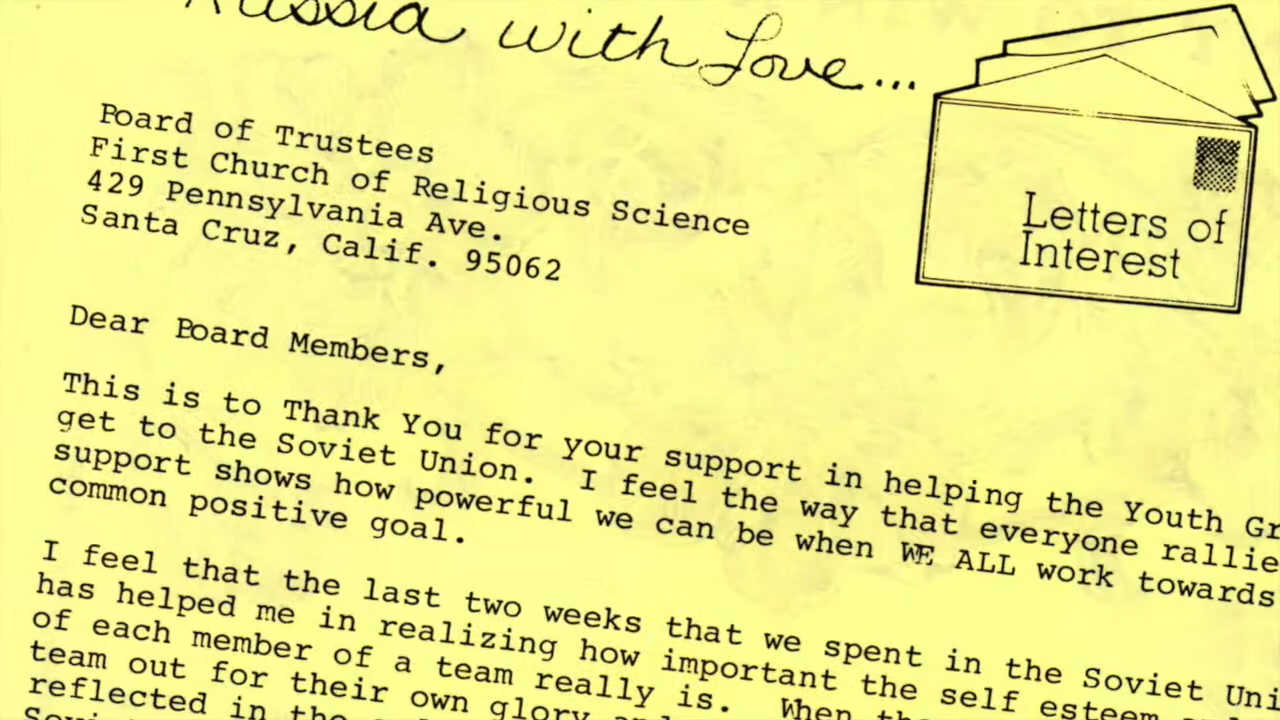 Russia with Love...
Letters of
Interest
Board of Trustees
First Church of Religious Science
429 Pennsylvania Ave.
Santa Cruz, Calif. 95062
Dear Board Members,
This is to Thank You for your support in helping the Youth Gr
get to the Soviet Union. I feel the way that everyone rallie
support shows how powerful we can be when WE ALL work towards
common positive goal.
I feel that the last two weeks that we spent in the Soviet Uni
has helped me in realizing how important the self esteem
of each member of a team really is. When the
team out for their own glory
reflected in the